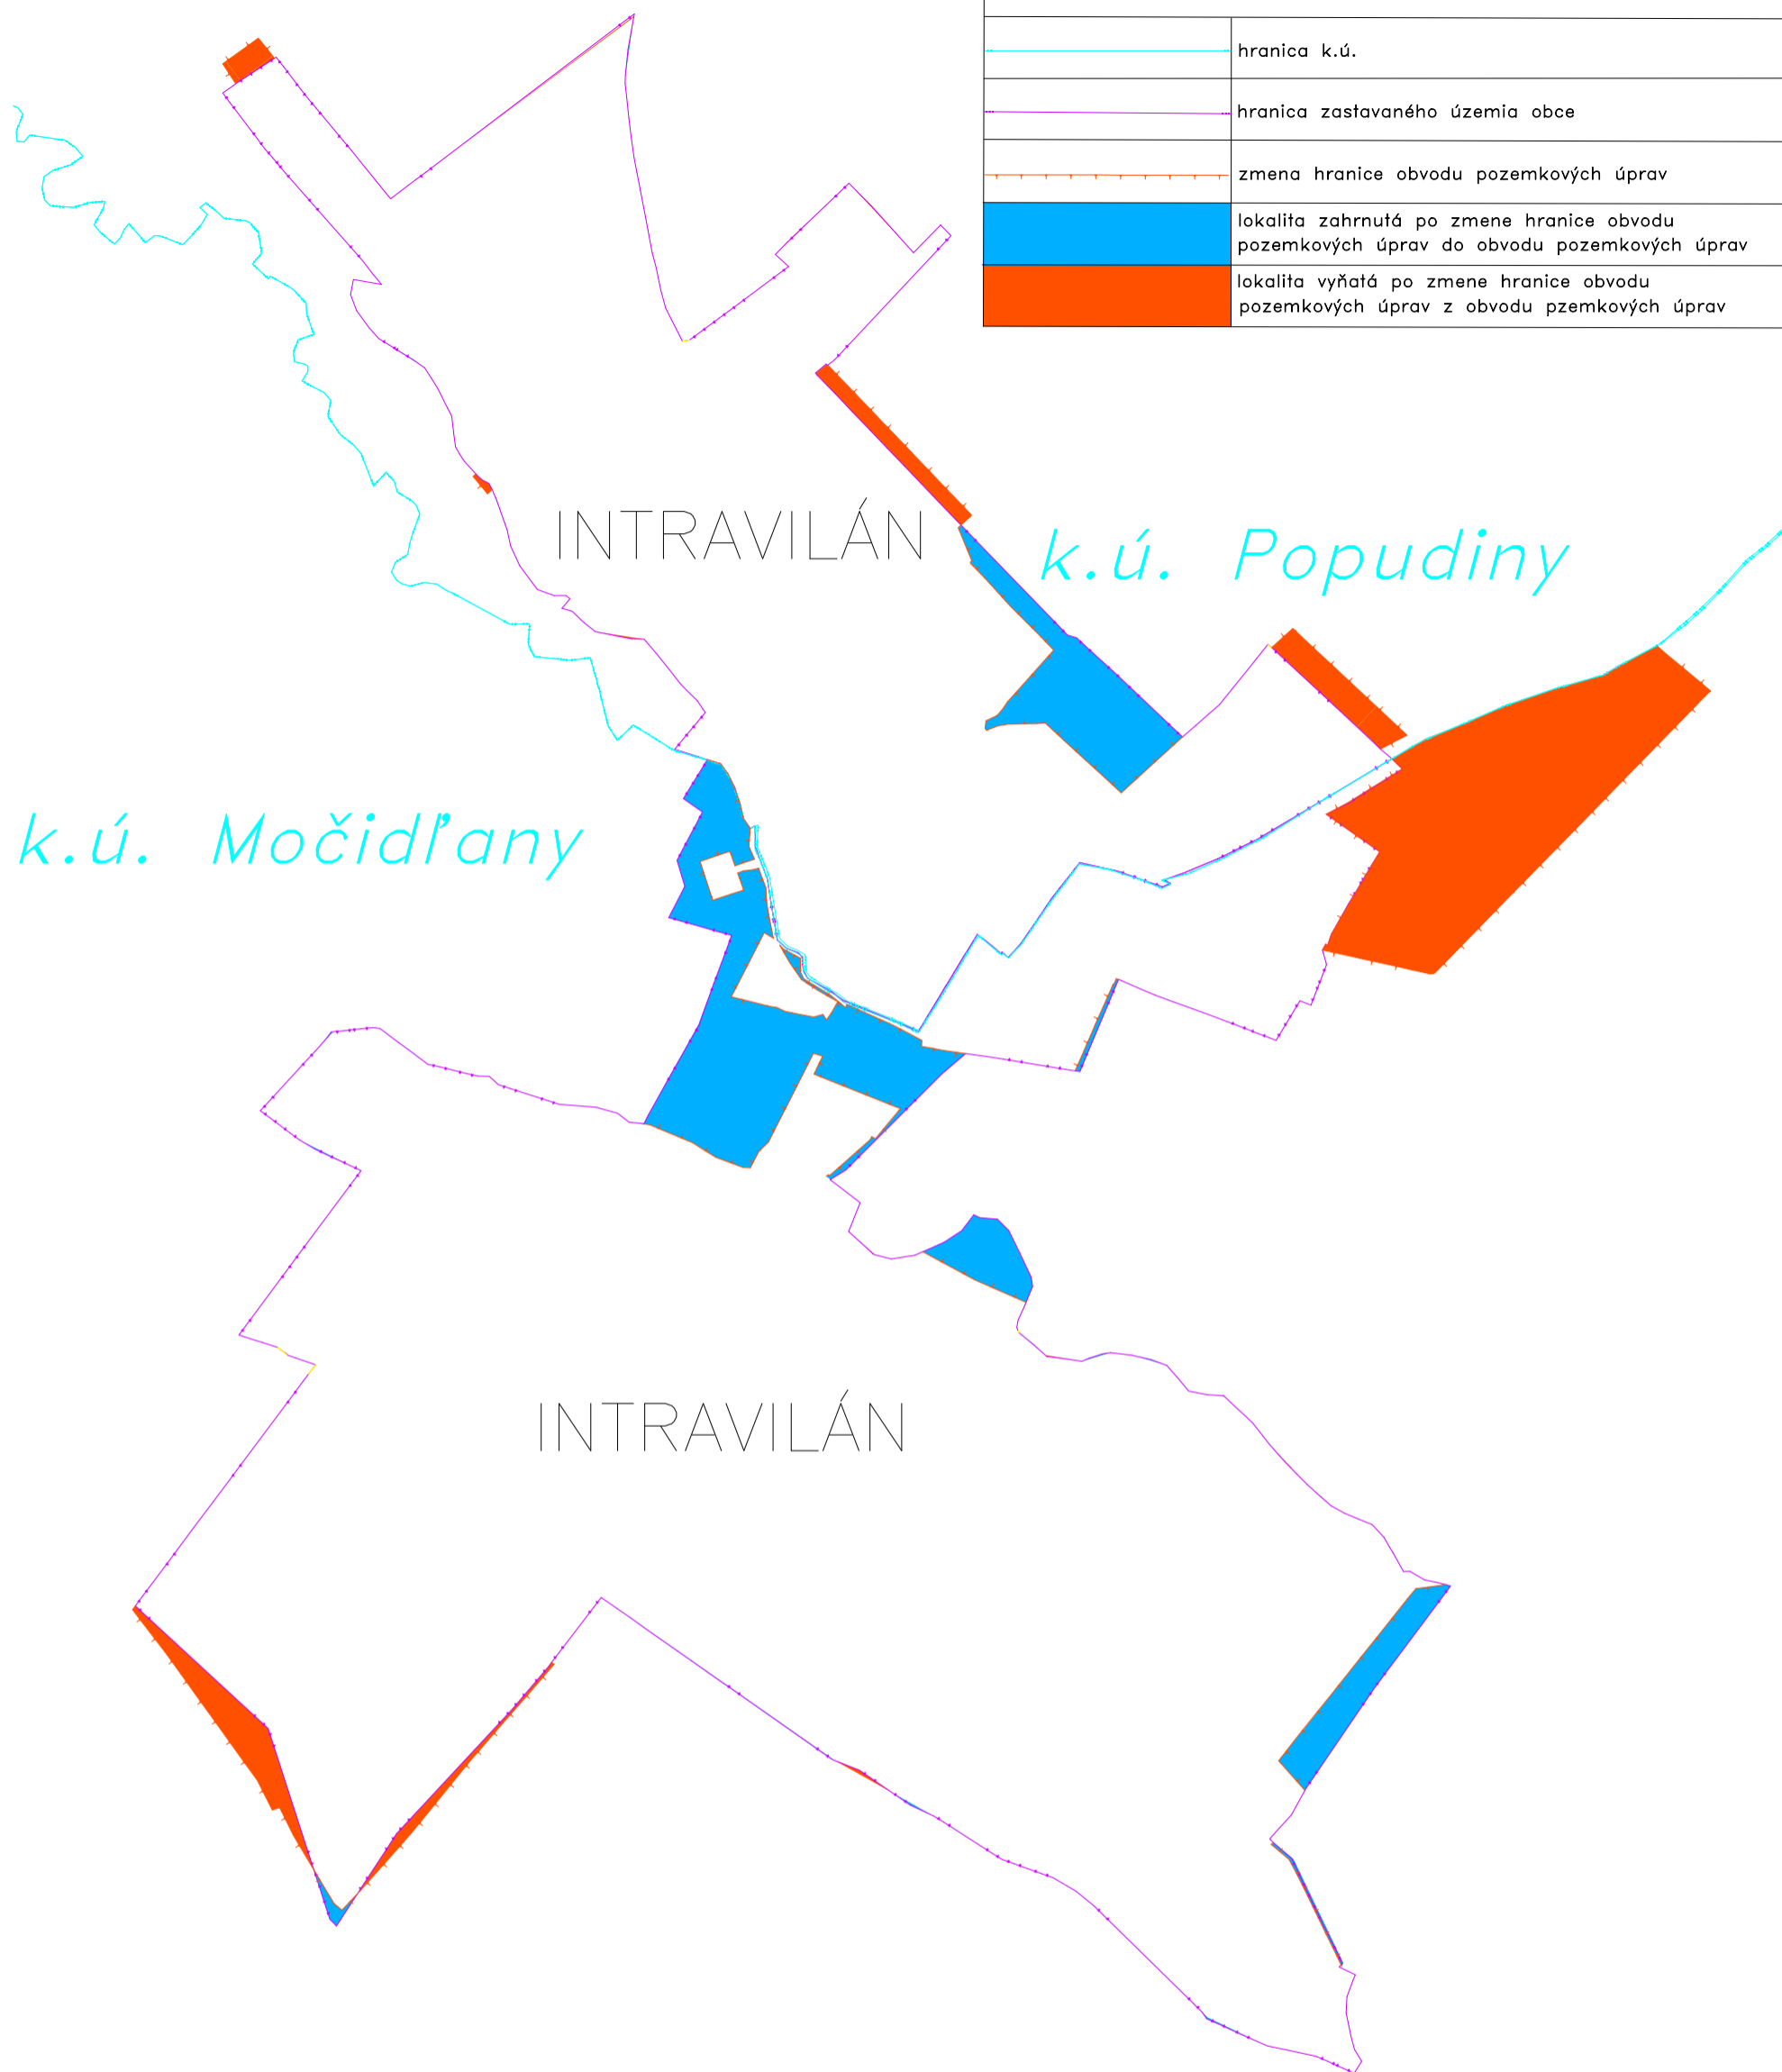 hranica k.ú.
hranica zastavaného územia obce
zmena hranice obvodu pozemkových úprav
lokalita zahrnutá po zmene hranice obvodu
pozemkových úprav do obvodu pozemkových úprav
lokalita vyňatá po zmene hranice obvodu
pozemkových úprav z obvodu pzemkových úprav
INTRAVILÁN
k.ú. Popudiny
k.ú. Močidľany
INTRAVILÁN